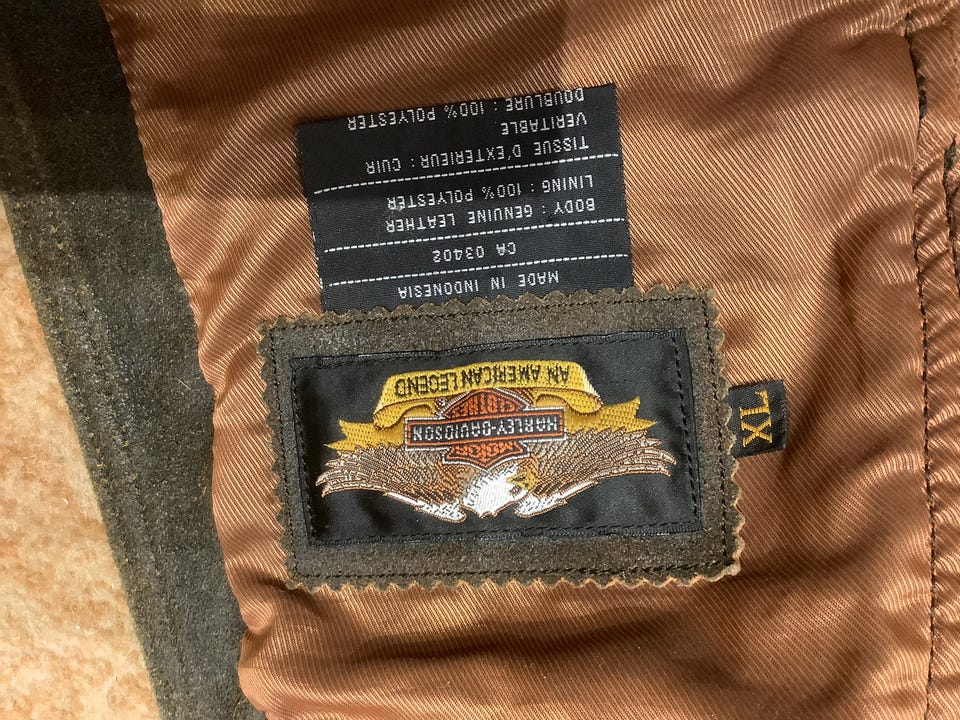 AN AMERICAN LEGEND
HARLEY-DAVIDSON
MOTOR
XL
MADE IN INDONESIA
CA 03402
BODY : GENUINE LEATHER
LINING : 100% POLYESTER
TISSUE D'EXTERIEUR : CUIR
VERITABLE
DOUBLURE : 100% POLYESTER